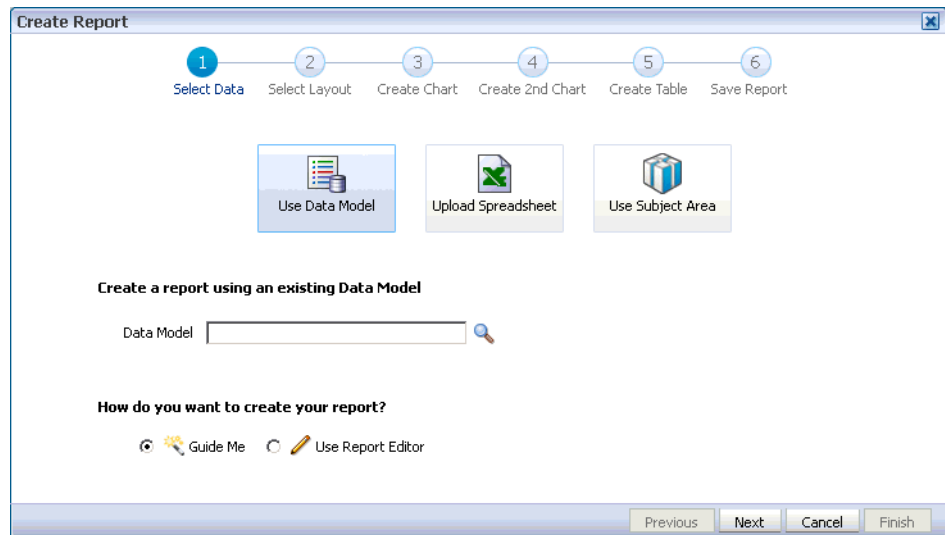 Create Report
1 2 3 4 5 6
Select Data Select Layout Create Chart Create 2nd Chart Create Table Save Report
Use Data Model Upload Spreadsheet Use Subject Area
Create a report using an existing Data Model
Data Model
How do you want to create your report?
Guide Me Use Report Editor
Previous Next Cancel Finish